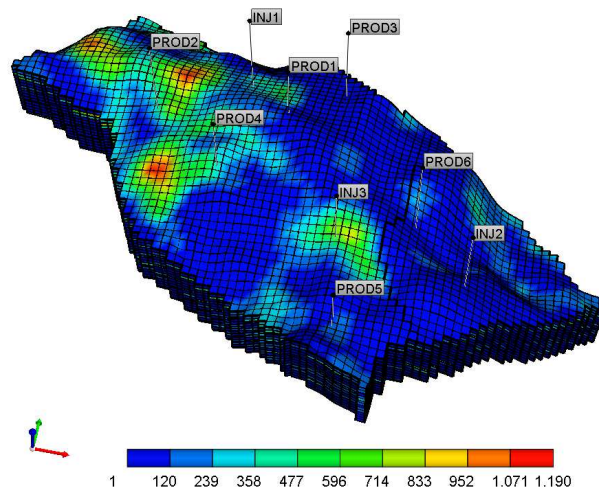 INJ1
PROD3
PROD2
PROD1
PROD4
PROD6
INJ3
INJ2
PROD5
1 120 239 358 477 596 714 833 952 1.071 1.190